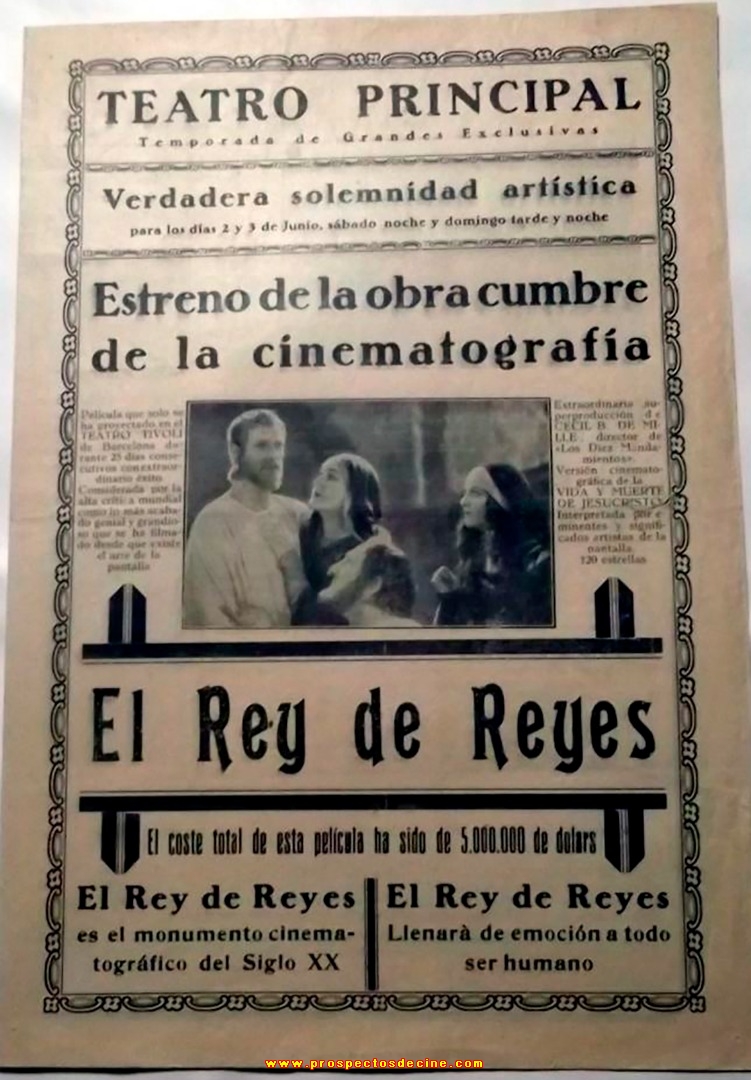 TEATRO PRINCIPAL
Temporada de Grandes Exclusivas
Verdadera solemnidad artística
para los días 2 y 3 de Junio, sábado noche y domingo tarde y noche
Estreno de la obra cumbre
de la cinematografía
Película que solo se
ha proyectado en el
TEATRO TIVOLI
de Barcelona du-
rante 25 días conse-
cutivos con extraor-
dinario éxito
Considerada por la
alta crítica mundial
como lo más acaba-
do genial y grandio-
so que se ha filma-
do desde que existe
el arte de la
pantalla
Extraordinaria su-
perproducción de
CECIL B. DE MI-
LLE, director de
«Los Diez Manda-
mientos».
Versión cinemato-
gráfica de la
VIDA Y MUERTE
DE JESUCRISTO
Interpretada por e-
minentes y signifi-
cados artistas de la
pantalla.
120 estrellas
El Rey de Reyes
El coste total de esta película ha sido de 5.000.000 de dolars
El Rey de Reyes
es el monumento cinema-
tográfico del Siglo XX
El Rey de Reyes
Llenarà de emoción a todo
ser humano
www.prospectosdecine.com